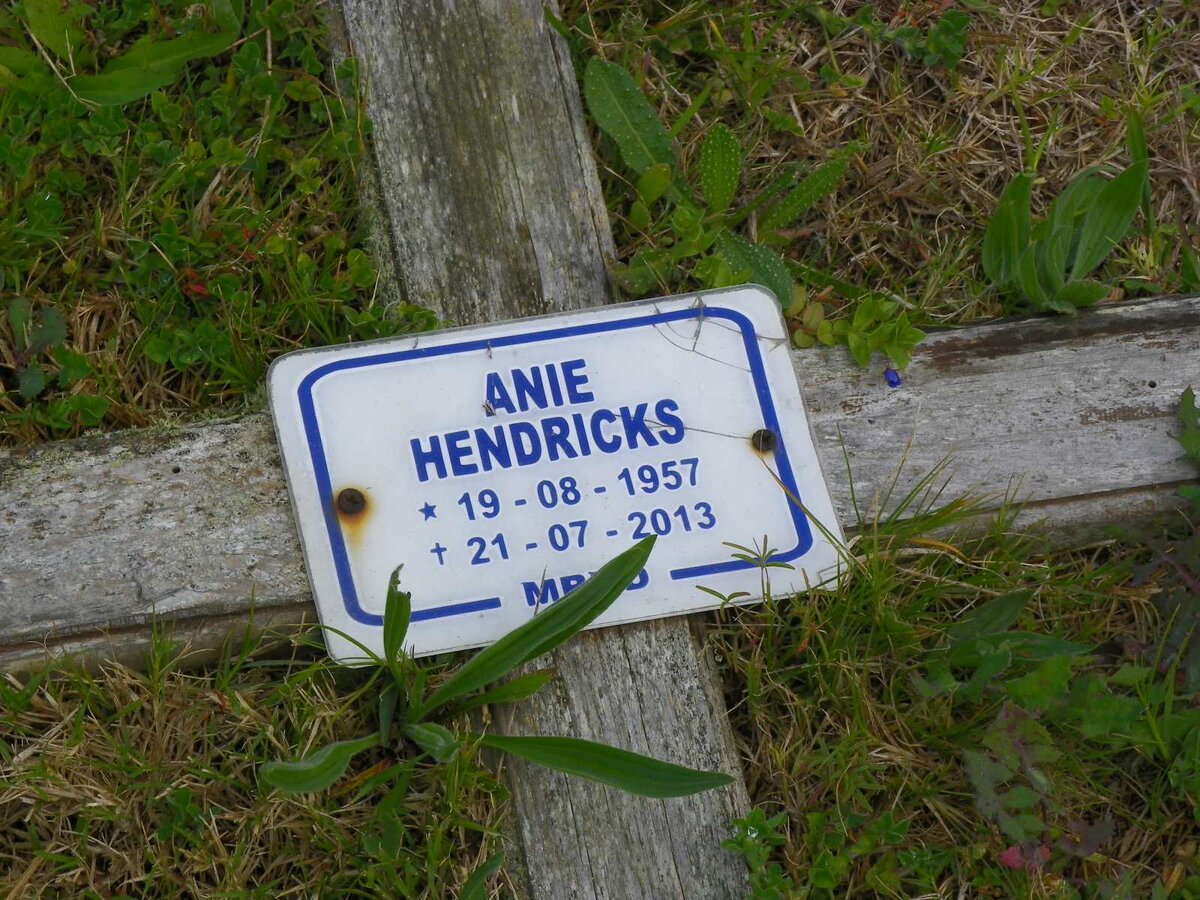 ANIE
HENDRICKS
★ 19 - 08 - 1957
✝ 21 - 07 - 2013